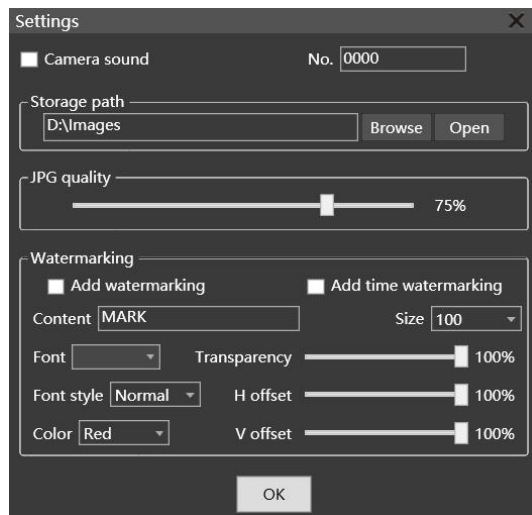 Settings
Camera sound No. 0000
Storage path
D:\Images Browse Open
JPG quality
75%
Watermarking
Add watermarking Add time watermarking
Content MARK Size 100
Font Transparency 100%
Font style Normal H offset 100%
Color Red V offset 100%
OK